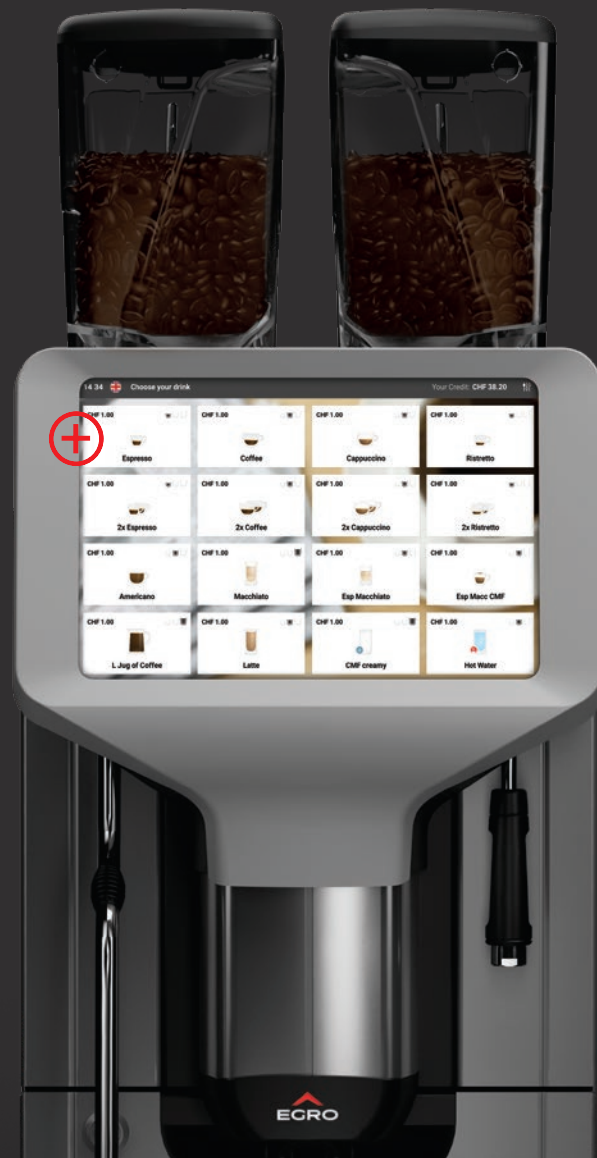 14 34 Choose your drink Your Credit: CHF 38.20
CHF 1.00 CHF 1.00 CHF 1.00 CHF 1.00
Espresso Coffee Cappuccino Ristretto
CHF 1.00 CHF 1.00 CHF 1.00 CHF 1.00
2x Espresso 2x Coffee 2x Cappuccino 2x Ristretto
CHF 1.00 CHF 1.00 CHF 1.00 CHF 1.00
Americano Macchiato Esp Macchiato Esp Macc CMF
CHF 1.00 CHF 1.00 CHF 1.00 CHF 1.00
L Jug of Coffee Latte CMF creamy Hot Water
EGRO